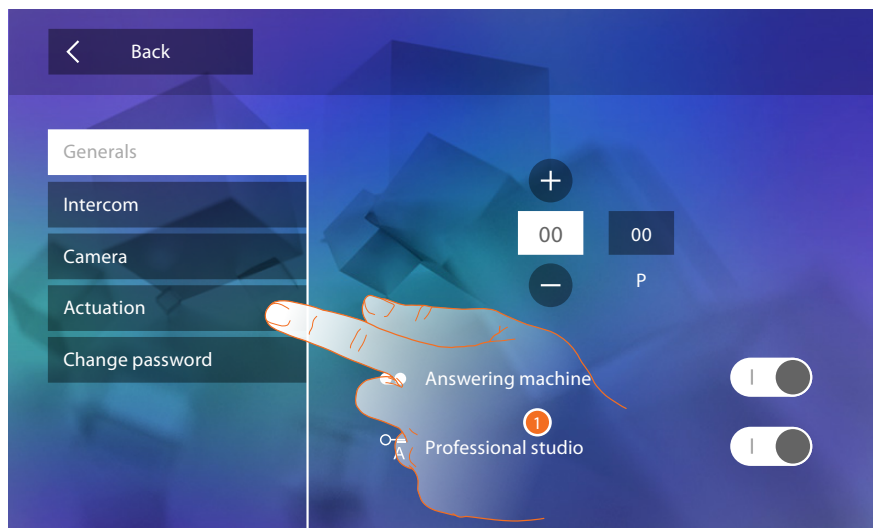 Back
Generals
Intercom
Camera
Actuation
Change password
+
00 00
−
P
Answering machine
1
A
Professional studio